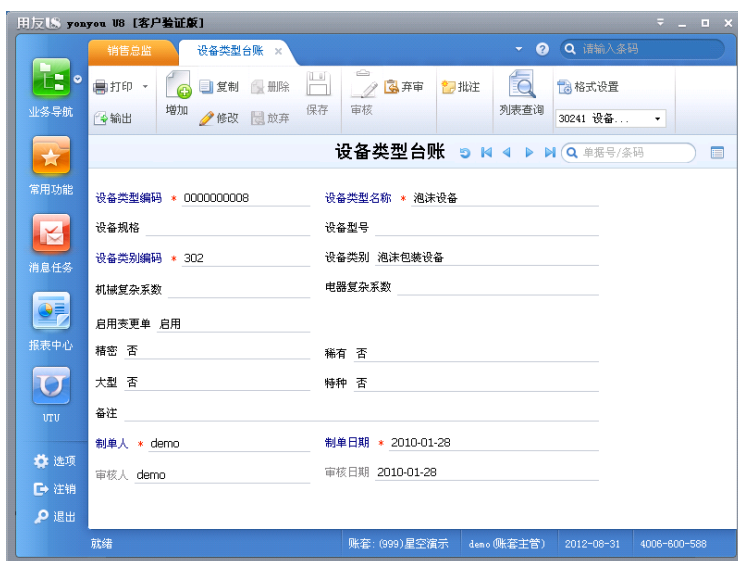 用友U8 yonyou U8 【客户验证版】
销售总监 设备类型台账 × 请输入条码
打印 增加 复制 删除 保存 审核 弃审 批注 列表查询 格式设置
输出 修改 放弃 30241 设备...
业务导航
常用功能
消息任务
报表中心
UTU
选项
注销
退出
设备类型台账 单据号/条码
设备类型编码 * 0000000008 设备类型名称 * 泡沫设备
设备规格 设备型号
设备类别编码 * 302 设备类别 泡沫包装设备
机械复杂系数 电器复杂系数
启用变更单 启用
精密 否 稀有 否
大型 否 特种 否
备注
制单人 * demo 制单日期 * 2010-01-28
审核人 demo 审核日期 2010-01-28
就绪 账套: (999)星空演示 demo(账套主管) 2012-08-31 4006-600-588